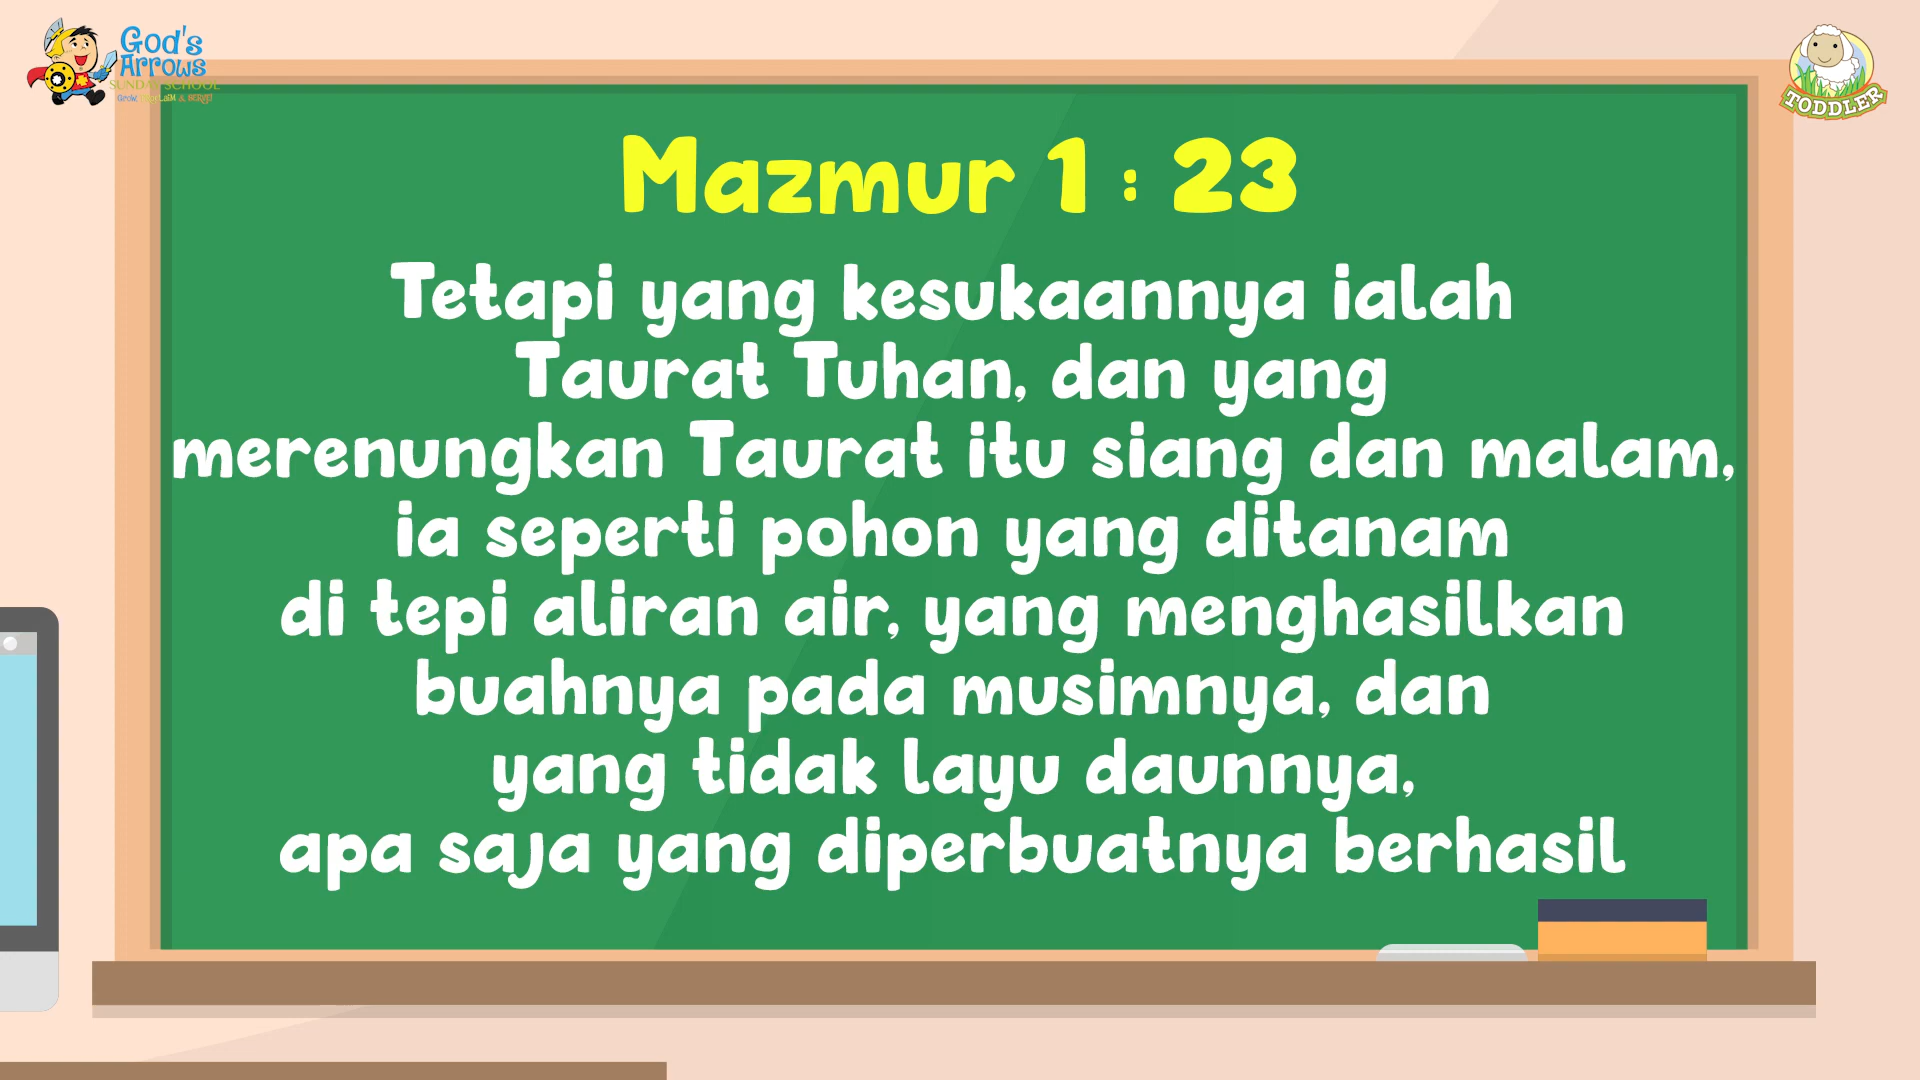 God's
Arrows
SUNDAY SCHOOL
TODDLER
Mazmur 1 : 23
Tetapi yang kesukaannya ialah
Taurat Tuhan, dan yang
merenungkan Taurat itu siang dan malam,
ia seperti pohon yang ditanam
di tepi aliran air, yang menghasilkan
buahnya pada musimnya, dan
yang tidak layu daunnya,
apa saja yang diperbuatnya berhasil